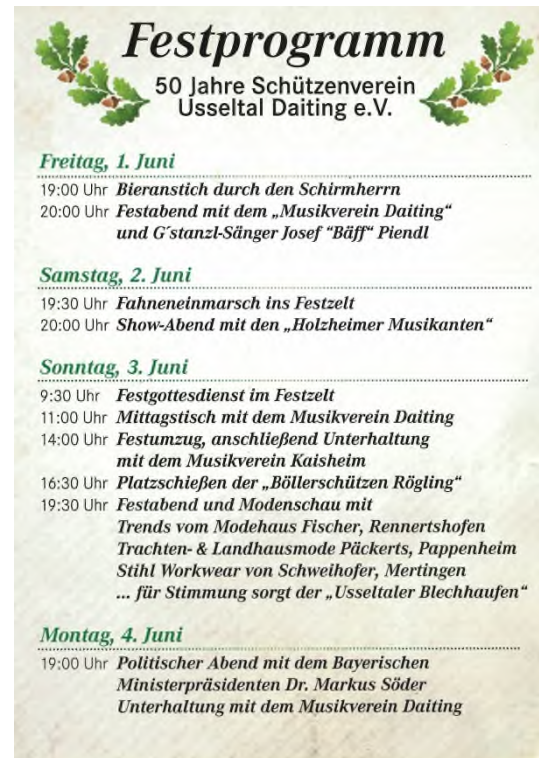 Festprogramm
50 Jahre Schützenverein
Usseltal Daiting e.V.
Freitag, 1. Juni
19:00 Uhr Bieranstich durch den Schirmherrn
20:00 Uhr Festabend mit dem „Musikverein Daiting“
und G´stanzl-Sänger Josef “Bäff” Piendl
Samstag, 2. Juni
19:30 Uhr Fahneneinmarsch ins Festzelt
20:00 Uhr Show-Abend mit den „Holzheimer Musikanten“
Sonntag, 3. Juni
9:30 Uhr Festgottesdienst im Festzelt
11:00 Uhr Mittagstisch mit dem Musikverein Daiting
14:00 Uhr Festumzug, anschließend Unterhaltung
mit dem Musikverein Kaisheim
16:30 Uhr Platzschießen der „Böllerschützen Rögling“
19:30 Uhr Festabend und Modenschau mit
Trends vom Modehaus Fischer, Rennertshofen
Trachten- & Landhausmode Päckerts, Pappenheim
Stihl Workwear von Schweihofer, Mertingen
... für Stimmung sorgt der „Usseltaler Blechhaufen“
Montag, 4. Juni
19:00 Uhr Politischer Abend mit dem Bayerischen
Ministerpräsidenten Dr. Markus Söder
Unterhaltung mit dem Musikverein Daiting